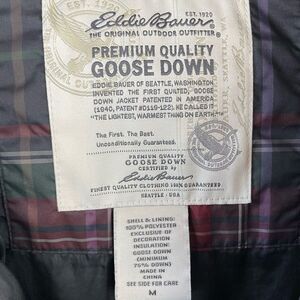 EST. 1920
Eddie Bauer
THE ORIGINAL OUTDOOR OUTFITTER
PREMIUM QUALITY
GOOSE DOWN
EDDIE BAUER OF SEATTLE, WASHINGTON
INVENTED THE FIRST QUILTED, GOOSE
DOWN JACKET PATENTED IN AMERICA
(1940, PATENT #D119-122) HE CALLED IT
"THE LIGHTEST, WARMEST THING ON EARTH."
The First. The Best.
Unconditionally Guaranteed.
PREMIUM QUALITY
GOOSE DOWN
CERTIFIED by
Eddie Bauer
FINEST QUALITY CLOTHING 100% GUARANTEED
SEATTLE · USA
SHELL & LINING:
100% POLYESTER
EXCLUSIVE OF
DECORATION
INSULATION:
GOOSE DOWN
(MINIMUM
75% DOWN)
MADE IN
CHINA
SEE SIDE FOR CARE
M